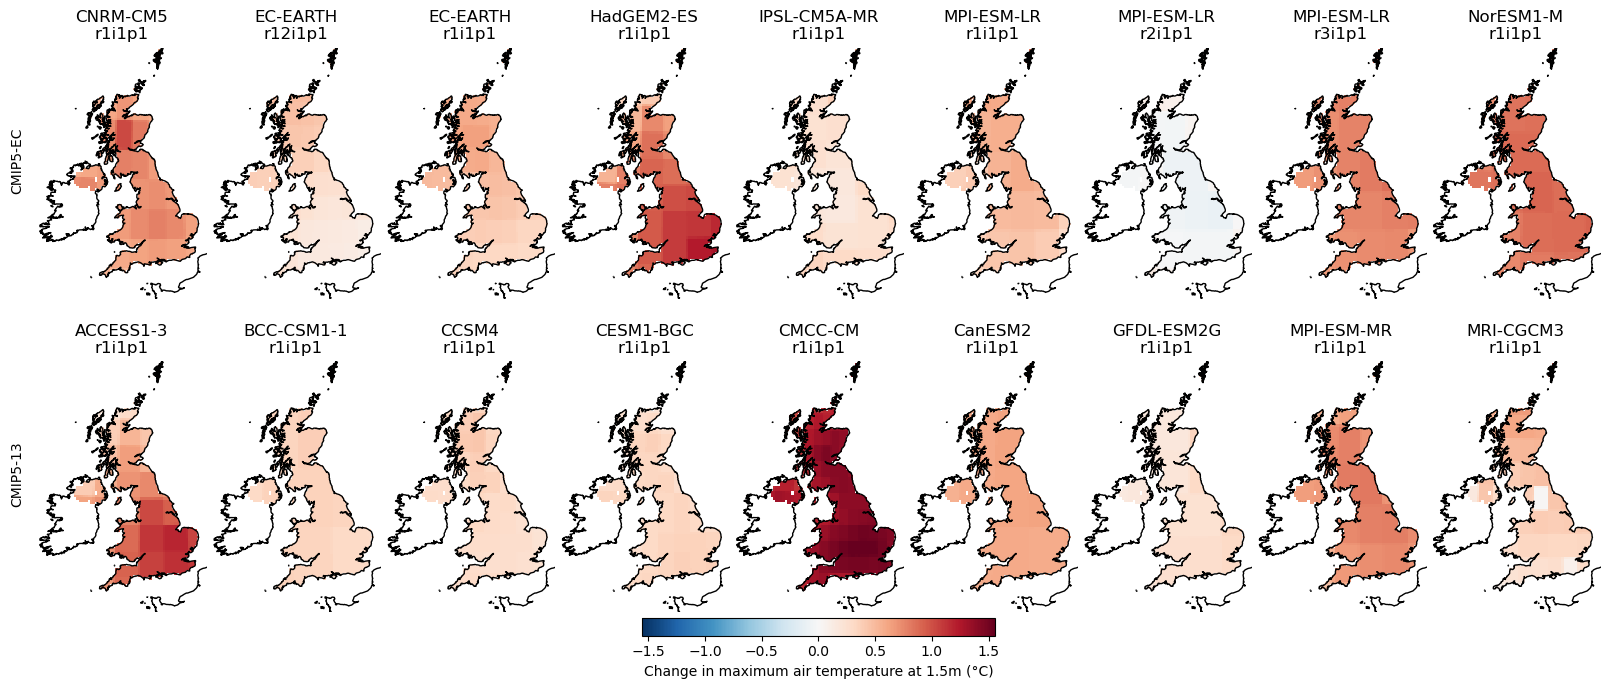 CNRM-CM5
r1i1p1
EC-EARTH
r12i1p1
EC-EARTH
r1i1p1
HadGEM2-ES
r1i1p1
IPSL-CM5A-MR
r1i1p1
MPI-ESM-LR
r1i1p1
MPI-ESM-LR
r2i1p1
MPI-ESM-LR
r3i1p1
NorESM1-M
r1i1p1
CMIP5-EC
ACCESS1-3
r1i1p1
BCC-CSM1-1
r1i1p1
CCSM4
r1i1p1
CESM1-BGC
r1i1p1
CMCC-CM
r1i1p1
CanESM2
r1i1p1
GFDL-ESM2G
r1i1p1
MPI-ESM-MR
r1i1p1
MRI-CGCM3
r1i1p1
CMIP5-13
−1.5 −1.0 −0.5 0.0 0.5 1.0 1.5
Change in maximum air temperature at 1.5m (°C)